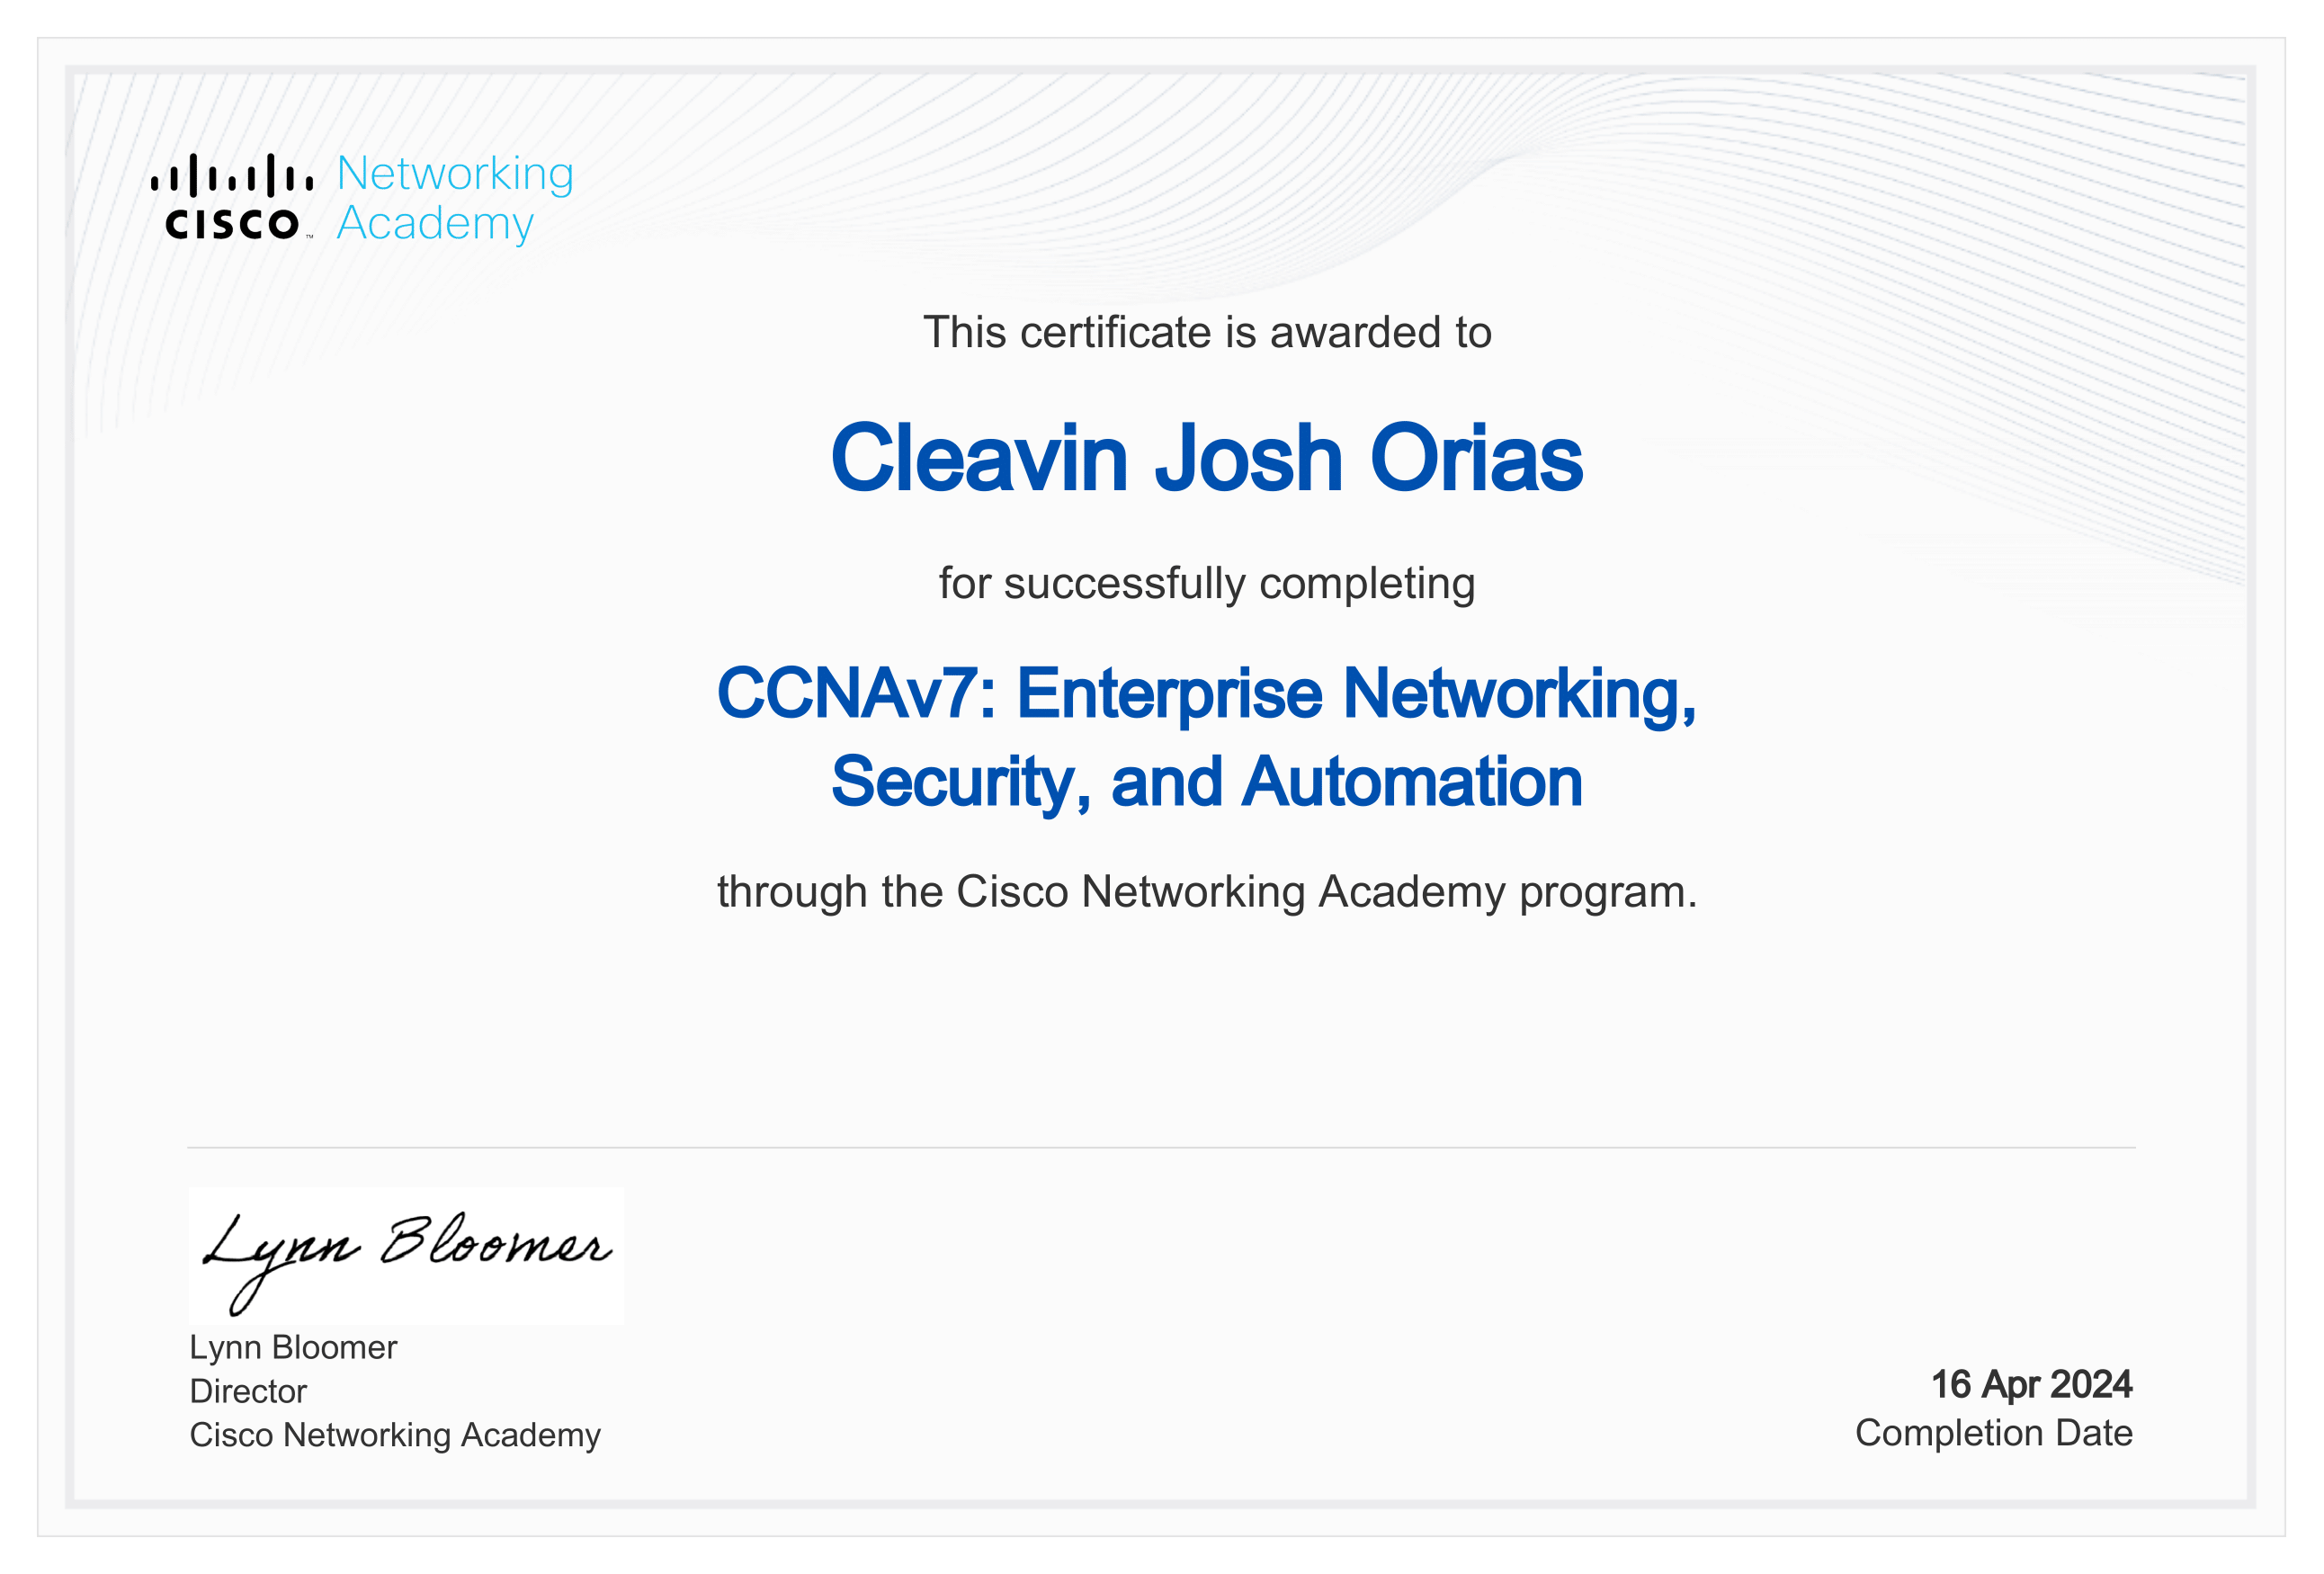 Networking
Academy
CISCO™
This certificate is awarded to
Cleavin Josh Orias
for successfully completing
CCNAv7: Enterprise Networking,
Security, and Automation
through the Cisco Networking Academy program.
Lynn Bloomer
Lynn Bloomer
Director
Cisco Networking Academy
16 Apr 2024
Completion Date